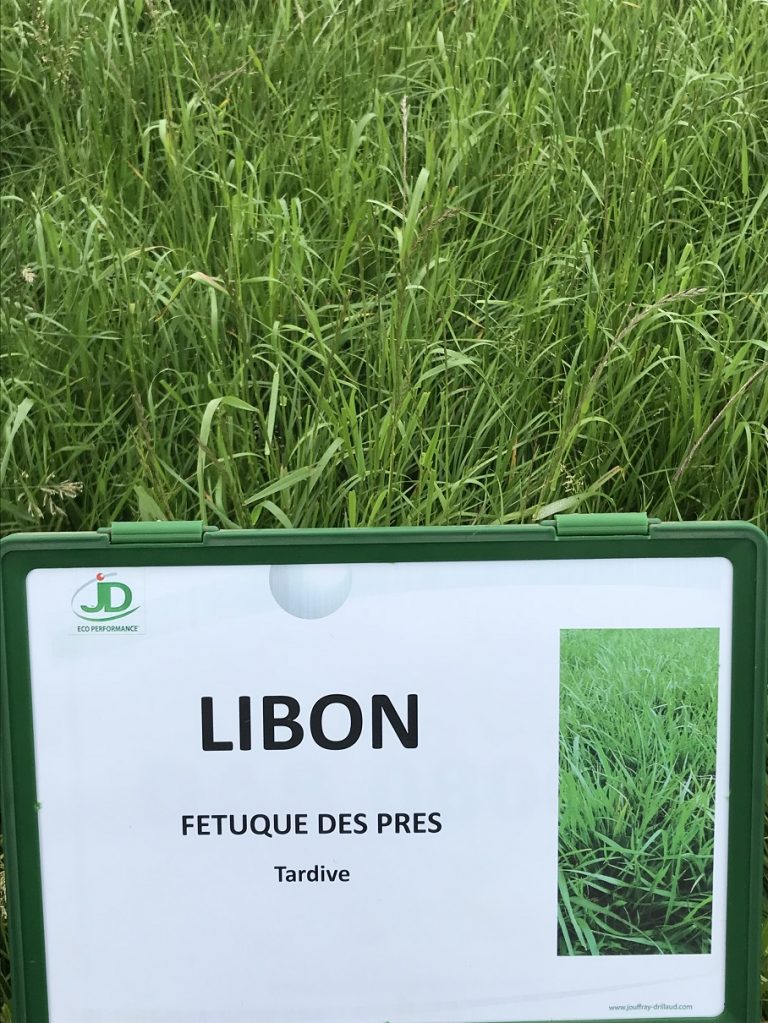 JD
ECO PERFORMANCE
LIBON
FETUQUE DES PRES
Tardive
www.jouffray-drillaud.com